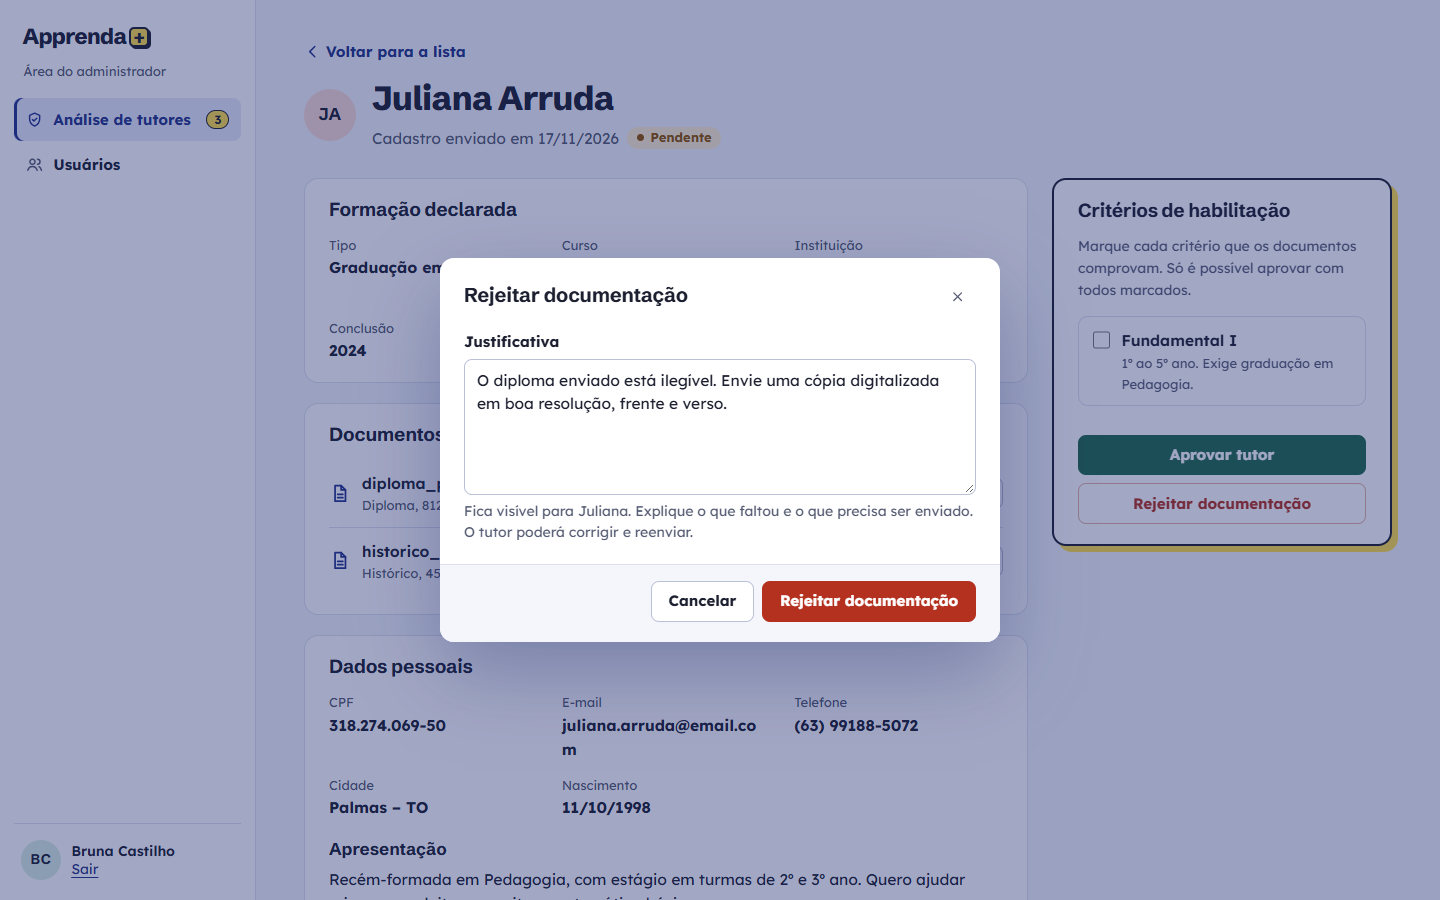 Apprenda+
Área do administrador
Análise de tutores 3
Usuários
Bruna Castilho
Sair
Voltar para a lista
JA
Juliana Arruda
Cadastro enviado em 17/11/2026 Pendente
Formação declarada
Tipo Curso Instituição
Graduação em
Conclusão
2024
Documentos
diploma_
Diploma, 812
historico_
Histórico, 45
Rejeitar documentação
Justificativa
O diploma enviado está ilegível. Envie uma cópia digitalizada
em boa resolução, frente e verso.
Fica visível para Juliana. Explique o que faltou e o que precisa ser enviado.
O tutor poderá corrigir e reenviar.
Cancelar Rejeitar documentação
Dados pessoais
CPF E-mail Telefone
318.274.069-50 juliana.arruda@email.co (63) 99188-5072
m
Cidade Nascimento
Palmas – TO 11/10/1998
Apresentação
Recém-formada em Pedagogia, com estágio em turmas de 2º e 3º ano. Quero ajudar
Critérios de habilitação
Marque cada critério que os documentos
comprovam. Só é possível aprovar com
todos marcados.
Fundamental I
1º ao 5º ano. Exige graduação em
Pedagogia.
Aprovar tutor
Rejeitar documentação
BC